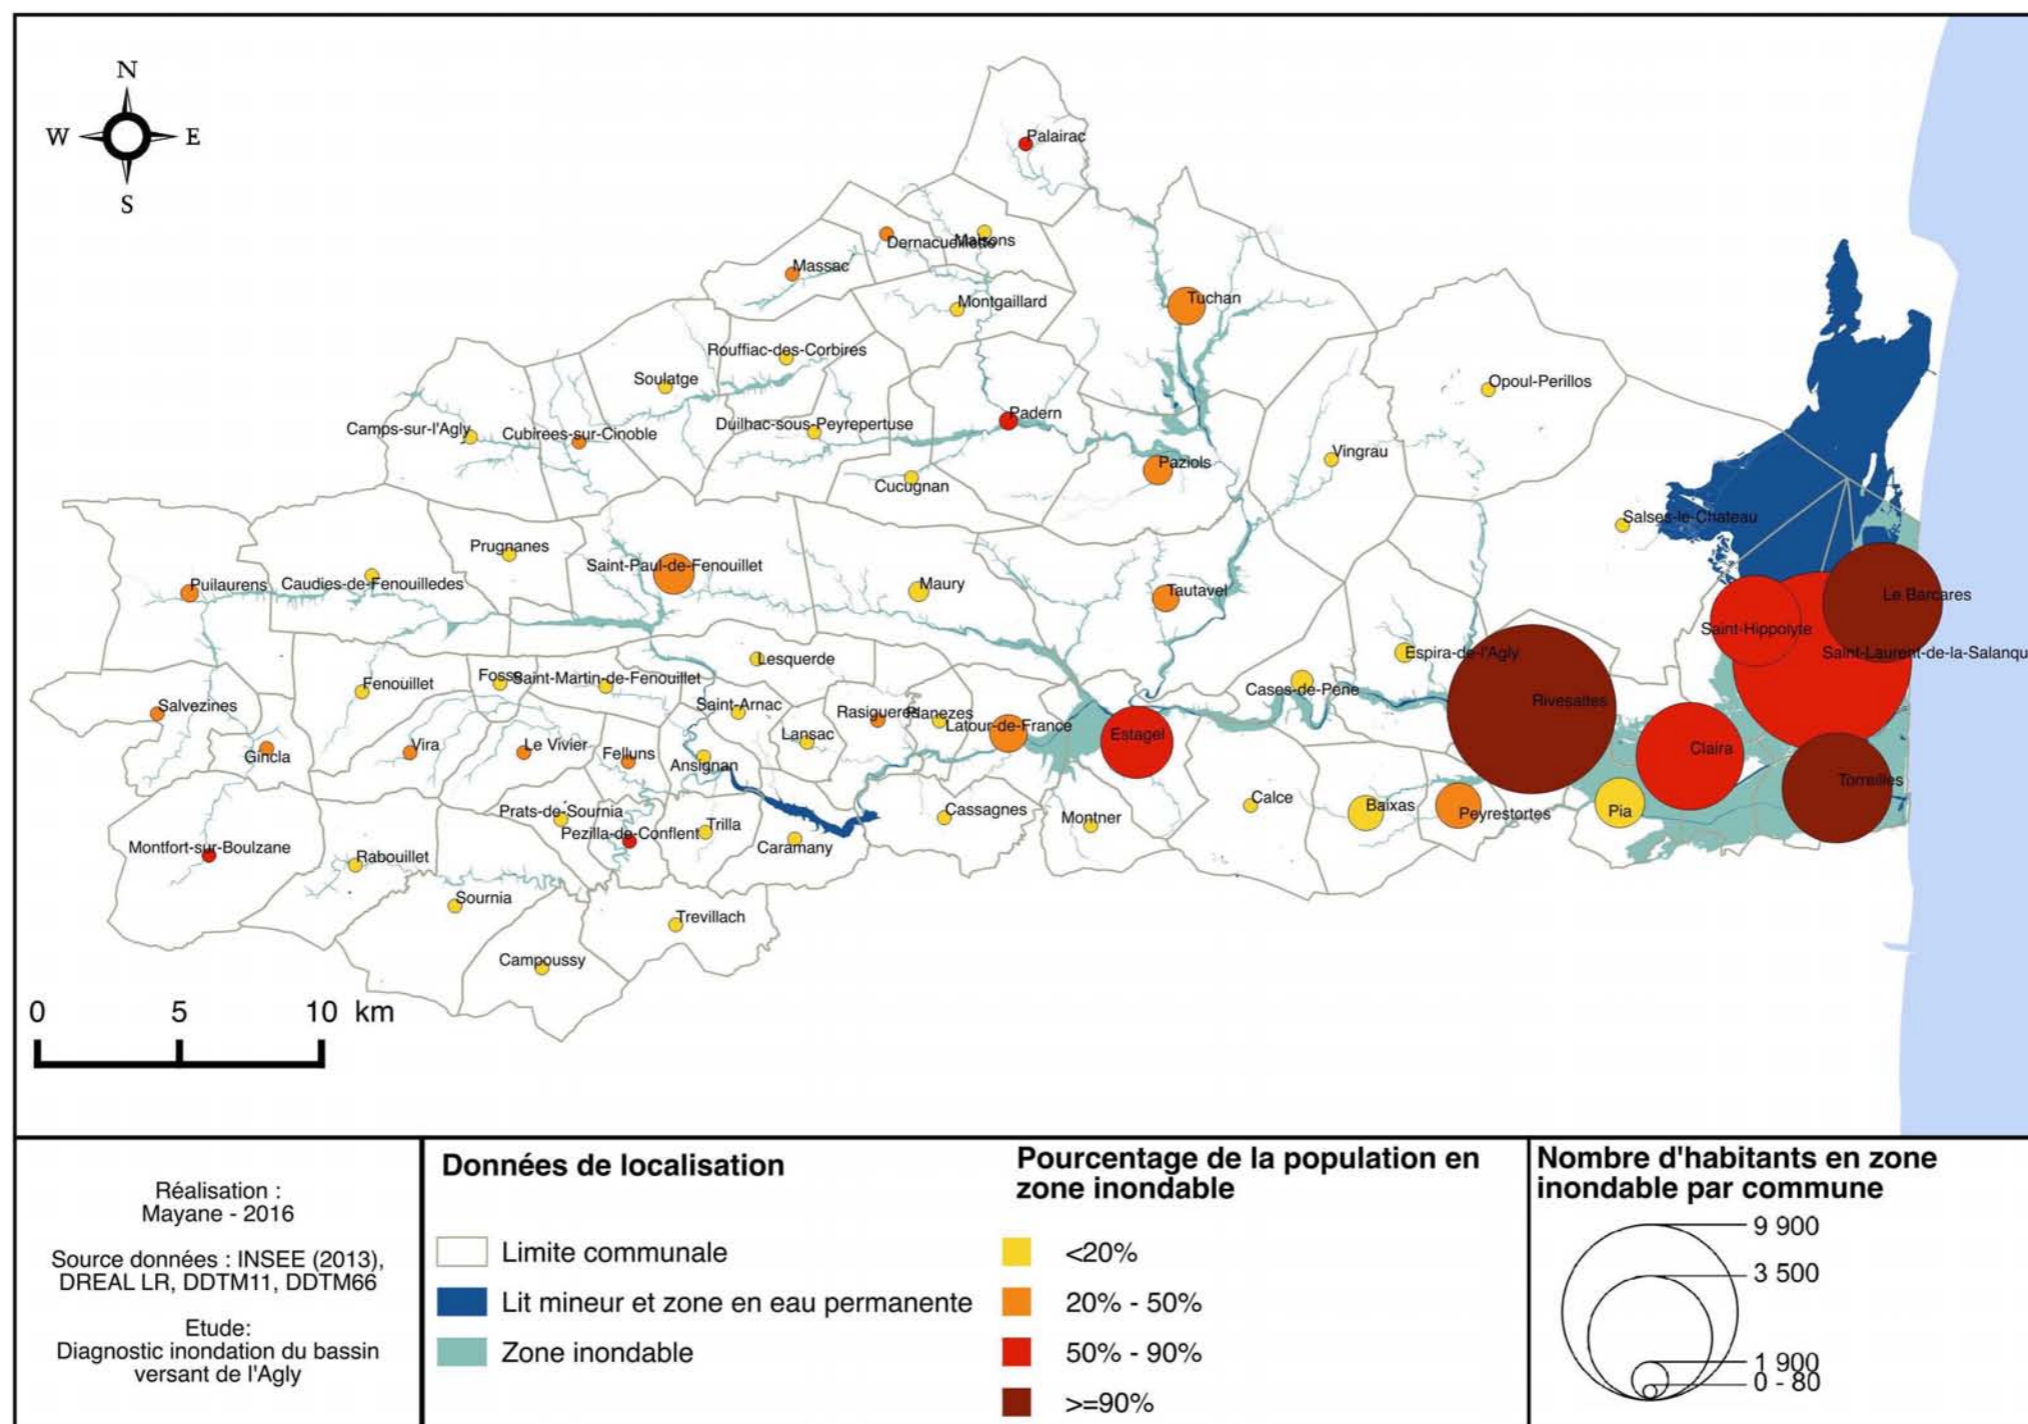 N
W
E
S
Palairac
Dernacueillette
Maisons
Massac
Montgaillard
Tuchan
Rouffiac-des-Corbires
Soulatge
Opoul-Perillos
Padern
Camps-sur-l'Agly
Cubirees-sur-Cinoble
Duilhac-sous-Peyrepertuse
Vingrau
Paziols
Cucugnan
Salses-le-Chateau
Prugnanes
Saint-Paul-de-Fenouillet
Puilaurens
Caudies-de-Fenouilledes
Maury
Tautavel
Le Barcares
Saint-Hippolyte
Saint-Laurent-de-la-Salanqu
Espira-de-l'Agly
Lesquerde
Fosse
Saint-Martin-de-Fenouillet
Fenouillet
Cases-de-Pene
Rivesaltes
Salvezines
Saint-Arnac
Rasigueres
Planezes
Latour-de-France
Lansac
Estagel
Vira
Le Vivier
Felluns
Gincla
Ansignan
Claira
Torreilles
Prats-de-Sournia
Pezilla-de-Conflent
Trilla
Cassagnes
Montner
Calce
Baixas
Peyrestortes
Pia
Montfort-sur-Boulzane
Rabouillet
Caramany
Sournia
Trevillach
Campoussy
0 5 10 km
Réalisation :
Mayane - 2016
Source données : INSEE (2013),
DREAL LR, DDTM11, DDTM66
Etude:
Diagnostic inondation du bassin
versant de l'Agly
Données de localisation
Limite communale
Lit mineur et zone en eau permanente
Zone inondable
Pourcentage de la population en
zone inondable
<20%
20% - 50%
50% - 90%
>=90%
Nombre d'habitants en zone
inondable par commune
9 900
3 500
1 900
0 - 80